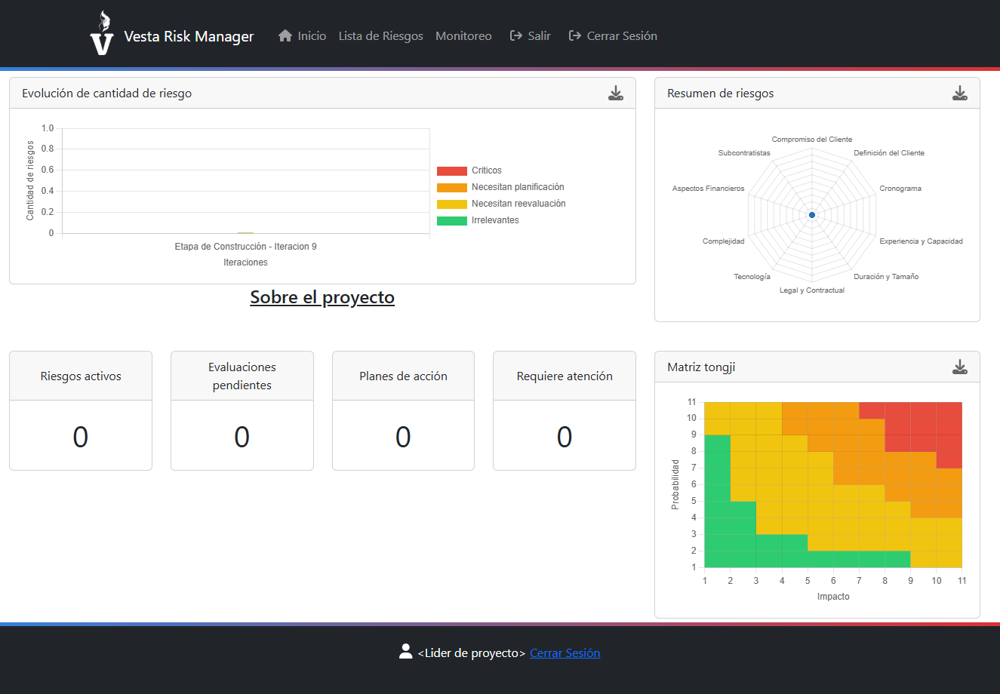 Vesta Risk Manager
Inicio
Lista de Riesgos
Monitoreo
Salir
Cerrar Sesión
Evolución de cantidad de riesgo
Cantidad de riesgos
1.0
0.8
0.6
0.4
0.2
0
Etapa de Construcción - Iteracion 9
Iteraciones
Criticos
Necesitan planificación
Necesitan reevaluación
Irrelevantes
Resumen de riesgos
Compromiso del Cliente
Definición del Cliente
Cronograma
Experiencia y Capacidad
Duración y Tamaño
Legal y Contractual
Tecnología
Complejidad
Aspectos Financieros
Subcontratistas
Sobre el proyecto
Riesgos activos
0
Evaluaciones
pendientes
0
Planes de acción
0
Requiere atención
0
Matriz tongji
Probabilidad
11
10
9
8
7
6
5
4
3
2
1
1 2 3 4 5 6 7 8 9 10 11
Impacto
<Lider de proyecto> Cerrar Sesión